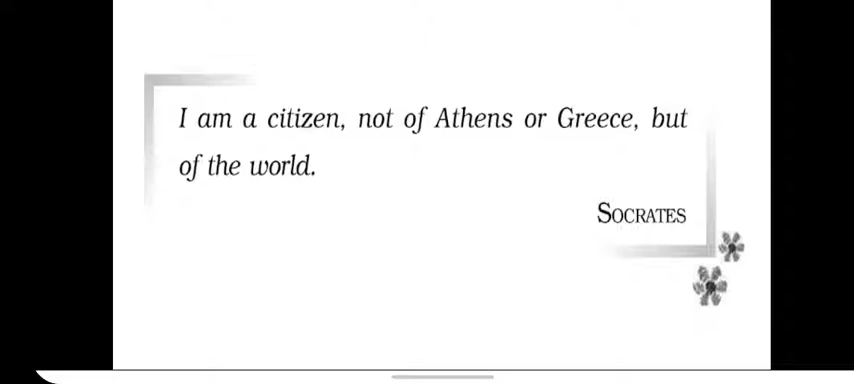 I am a citizen, not of Athens or Greece, but
of the world.
SOCRATES